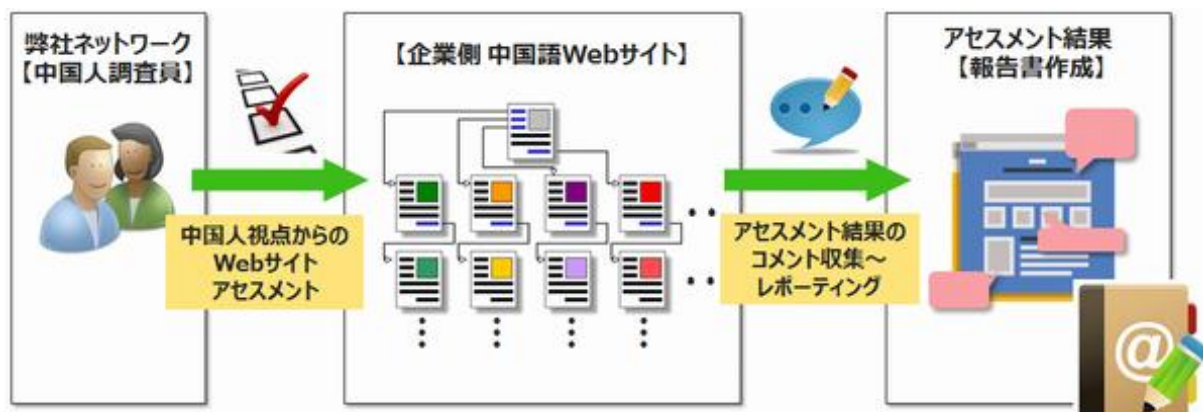 弊社ネットワーク
【中国人調査員】
中国人視点からの
Webサイト
アセスメント
【企業側 中国語Webサイト】
アセスメント結果の
コメント収集～
レポーティング
アセスメント結果
【報告書作成】
@